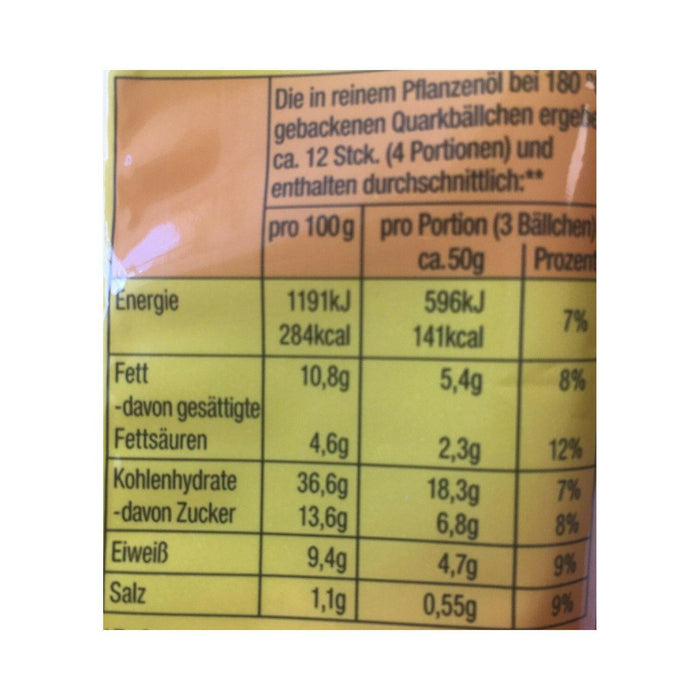 Die in reinem Pflanzenöl bei 180
gebackenen Quarkbällchen
ca. 12 Stck. (4 Portionen) und
enthalten durchschnittlich:**
pro 100g pro Portion (3 Bällchen)
ca. 50g Prozent
Energie 1191kJ 596kJ 7%
284kcal 141kcal
Fett 10,8g 5,4g 8%
-davon gesättigte
Fettsäuren 4,6g 2,3g 12%
Kohlenhydrate 36,6g 18,3g 7%
-davon Zucker 13,6g 6,8g 8%
Eiweiß 9,4g 4,7g 9%
Salz 1,1g 0,55g 9%